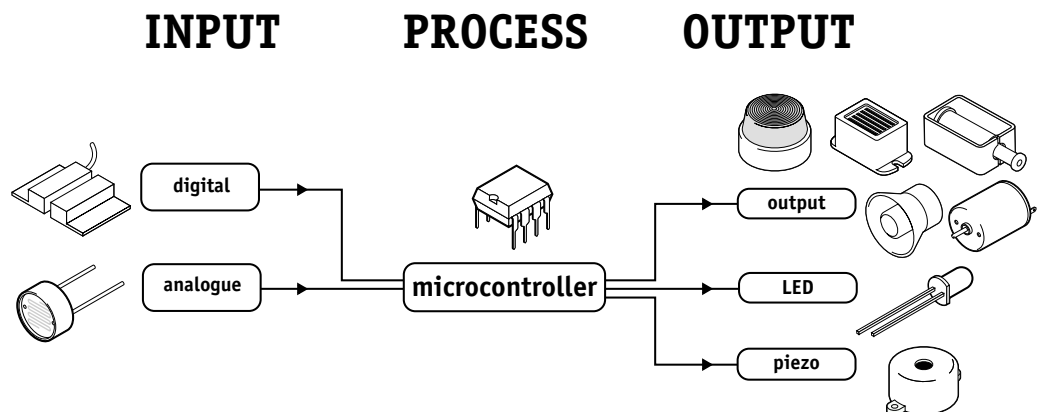 INPUT PROCESS OUTPUT
digital
output
analogue
microcontroller
LED
piezo